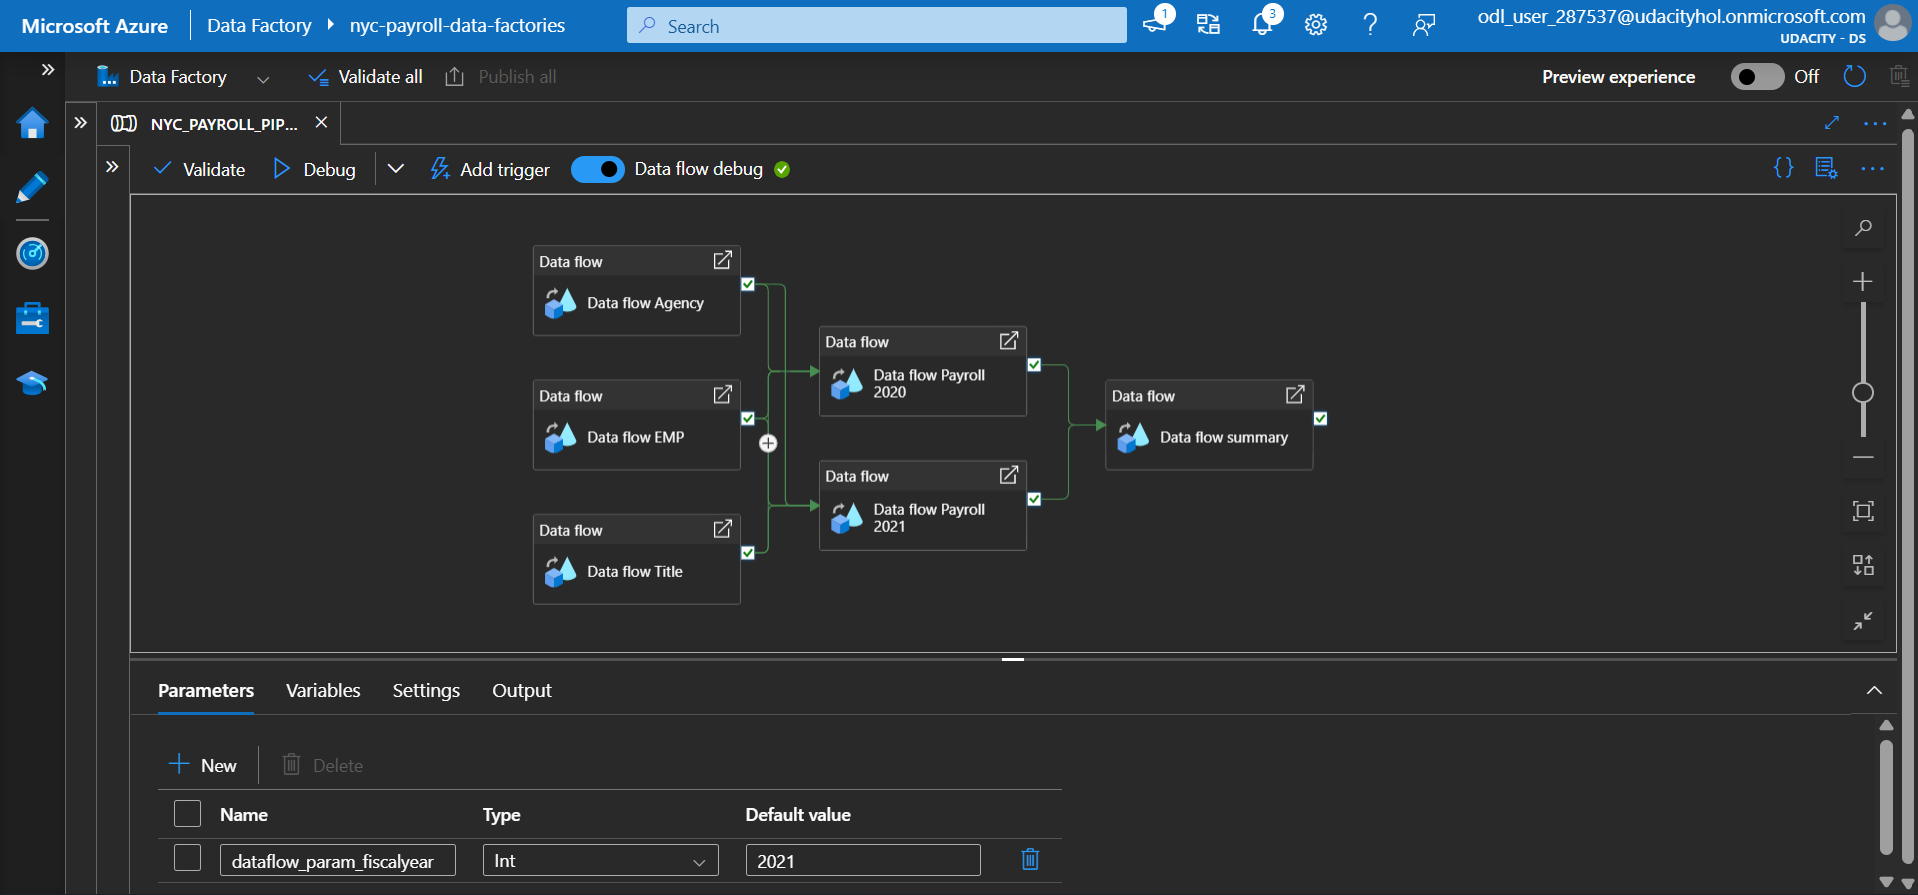 Microsoft Azure
Data Factory
nyc-payroll-data-factories
Search
1
3
odl_user_287537@udacityhol.onmicrosoft.com
UDACITY - DS
Data Factory
Validate all
Publish all
Preview experience
Off
NYC_PAYROLL_PIP...
Validate
Debug
Add trigger
Data flow debug
Data flow
Data flow Agency
Data flow
Data flow EMP
Data flow
Data flow Title
Data flow
Data flow Payroll
2020
Data flow
Data flow Payroll
2021
Data flow
Data flow summary
Parameters
Variables
Settings
Output
New
Delete
Name
Type
Default value
dataflow_param_fiscalyear
Int
2021